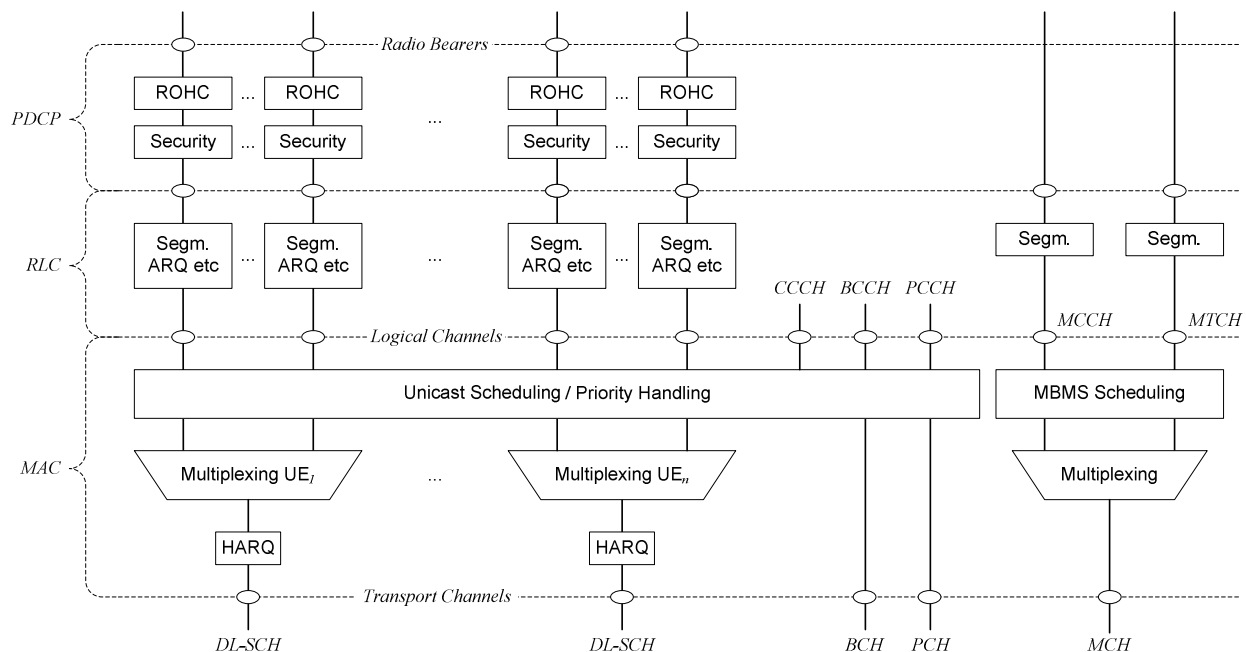 Radio Bearers
ROHC ... ROHC ROHC ... ROHC
PDCP ...
Security ... Security Security ... Security
Segm. ARQ etc ... Segm. ARQ etc ... Segm. ARQ etc ... Segm. ARQ etc Segm. Segm.
RLC
CCCH BCCH PCCH
MCCH MTCH
Logical Channels
Unicast Scheduling / Priority Handling MBMS Scheduling
MAC Multiplexing UE1 ... Multiplexing UEn Multiplexing
HARQ HARQ
Transport Channels
DL-SCH DL-SCH BCH PCH MCH